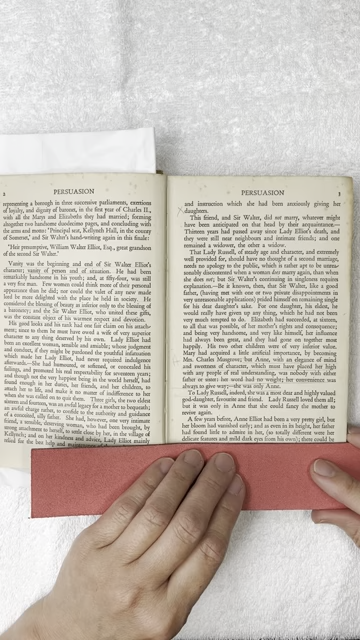 2
PERSUASION
representing a borough in three successive parliaments, exertions
of loyalty, and dignity of baronet, in the first year of Charles II.,
with all the Marys and Elizabeths they had married; forming
altogether two handsome duodecimo pages, and concluding with
the arms and motto: 'Principal seat, Kellynch Hall, in the county
of Somerset,' and Sir Walter's hand-writing again in this finale:
'Heir presumptive, William Walter Elliot, Esq., great grandson
of the second Sir Walter.'
Vanity was the beginning and end of Sir Walter Elliot's
character; vanity of person and of situation. He had been
remarkably handsome in his youth; and, at fifty-four, was still
a very fine man. Few women could think more of their personal
appearance than he did; nor could the valet of any new made
lord be more delighted with the place he held in society. He
considered the blessing of beauty as inferior only to the blessing of
a baronetcy; and the Sir Walter Elliot, who united these gifts,
was the constant object of his warmest respect and devotion.
His good looks and his rank had one fair claim on his attach-
ment; since to them he must have owed a wife of very superior
character to any thing deserved by his own. Lady Elliot had
been an excellent woman, sensible and amiable; whose judgment
and conduct, if they might be pardoned the youthful infatuation
which made her Lady Elliot, had never required indulgence
afterwards.—She had humoured, or softened, or concealed his
failings, and promoted his real respectability for seventeen years;
and though not the very happiest being in the world herself, had
found enough in her duties, her friends, and her children, to
attach her to life, and make it no matter of indifference to her
when she was called on to quit them. Three girls, the two eldest
sixteen and fourteen, was an awful legacy for a mother to bequeath;
an awful charge rather, to confide to the authority and guidance
of a conceited, silly father. She had, however, one very intimate
friend, a sensible, deserving woman, who had been brought, by
strong attachment to herself, to settle close by her, in the village of
Kellynch; and on her kindness and advice, Lady Elliot mainly
relied for the best help and
PERSUASION
3
and instruction which she had been anxiously giving her
daughters.
This friend, and Sir Walter, did not marry, whatever might
have been anticipated on that head by their acquaintance.—
Thirteen years had passed away since Lady Elliot's death, and
they were still near neighbours and intimate friends; and one
remained a widower, the other a widow.
That Lady Russell, of steady age and character, and extremely
well provided for, should have no thought of a second marriage,
needs no apology to the public, which is rather apt to be unrea-
sonably discontented when a woman does marry again, than when
she does not; but Sir Walter's continuing in singleness requires
explanation.—Be it known, then, that Sir Walter, like a good
father, (having met with one or two private disappointments in
very unreasonable applications) prided himself on remaining single
for his dear daughter's sake. For one daughter, his eldest, he
would really have given up any thing, which he had not been
very much tempted to do. Elizabeth had succeeded, at sixteen,
to all that was possible, of her mother's rights and consequence;
and being very handsome, and very like himself, her influence
had always been great, and they had gone on together most
happily. His two other children were of very inferior value.
Mary had acquired a little artificial importance, by becoming
Mrs. Charles Musgrove; but Anne, with an elegance of mind
and sweetness of character, which must have placed her high
with any people of real understanding, was nobody with either
father or sister: her word had no weight; her convenience was
always to give way;—she was only Anne.
To Lady Russell, indeed, she was a most dear and highly valued
god-daughter, favourite and friend. Lady Russell loved them all;
but it was only in Anne that she could fancy the mother to
revive again.
A few years before, Anne Elliot had been a very pretty girl, but
her bloom had vanished early; and as even in its height, her father
had found little to admire in her, (so totally different were her
delicate features and mild dark eyes from his own); there could be